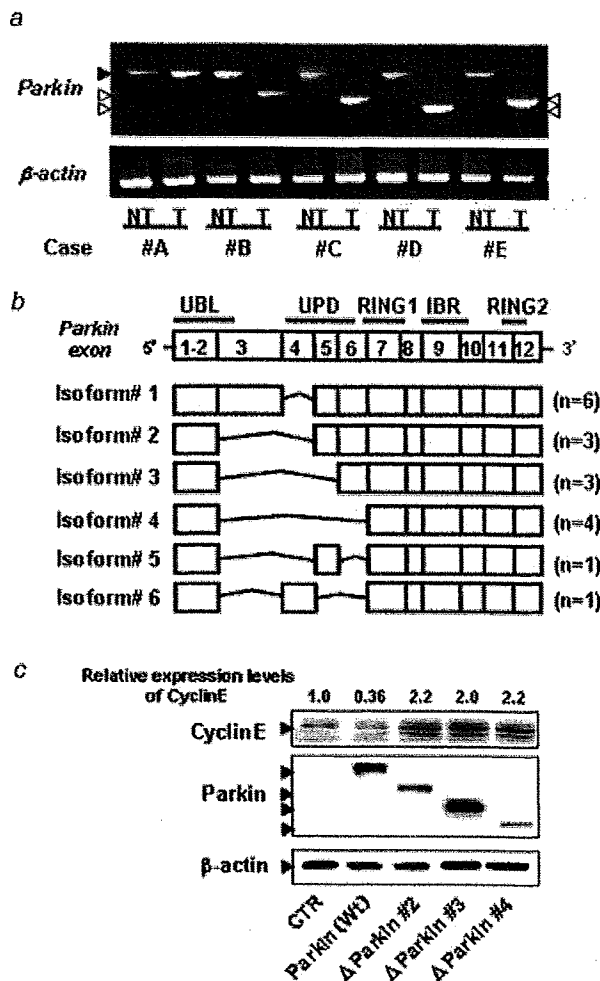 a
Parkin
β-actin
NT T NT T NT T NT T NT T
Case #A #B #C #D #E
b
UBL UPD RING1 IBR RING2
Parkin exon 5' 1-2 3 4 5 6 7 8 9 10 11 12 3'
Isoform# 1 (n=6)
Isoform# 2 (n=3)
Isoform# 3 (n=3)
Isoform# 4 (n=4)
Isoform# 5 (n=1)
Isoform# 6 (n=1)
c
Relative expression levels
of CyclinE 1.0 0.36 2.2 2.0 2.2
CyclinE
Parkin
β-actin
CTR
Parkin (Wt)
Δ Parkin #2
Δ Parkin #3
Δ Parkin #4